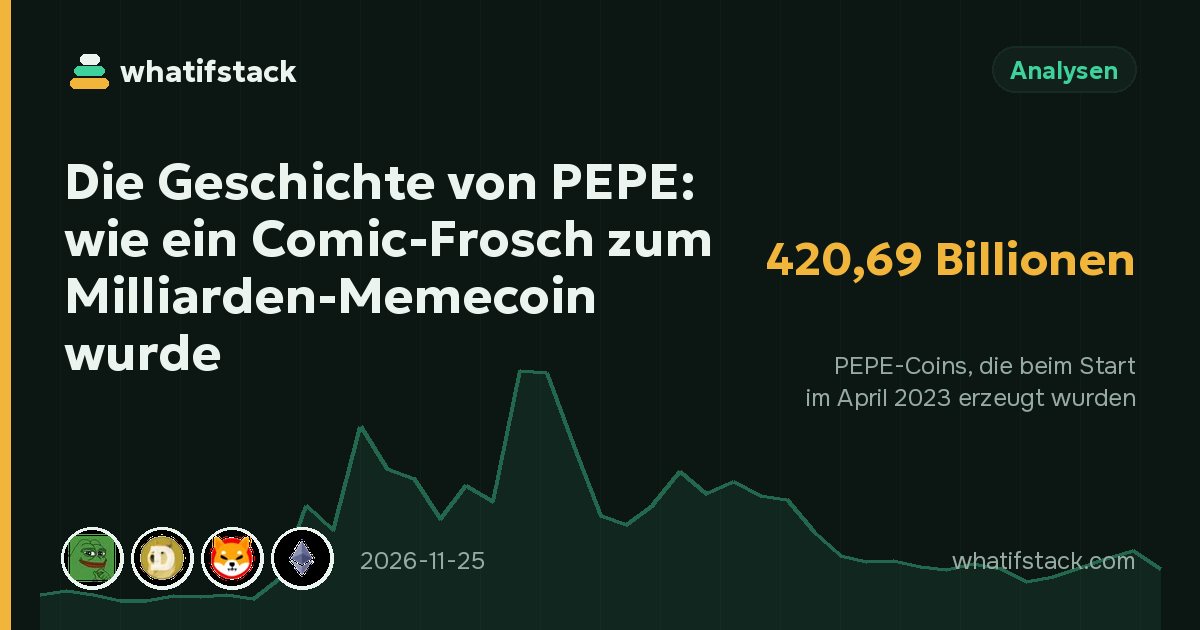 whatifstack
Analysen
Die Geschichte von PEPE:
wie ein Comic-Frosch zum
Milliarden-Memecoin
wurde
420,69 Billionen
PEPE-Coins, die beim Start
im April 2023 erzeugt wurden
2026-11-25
whatifstack.com